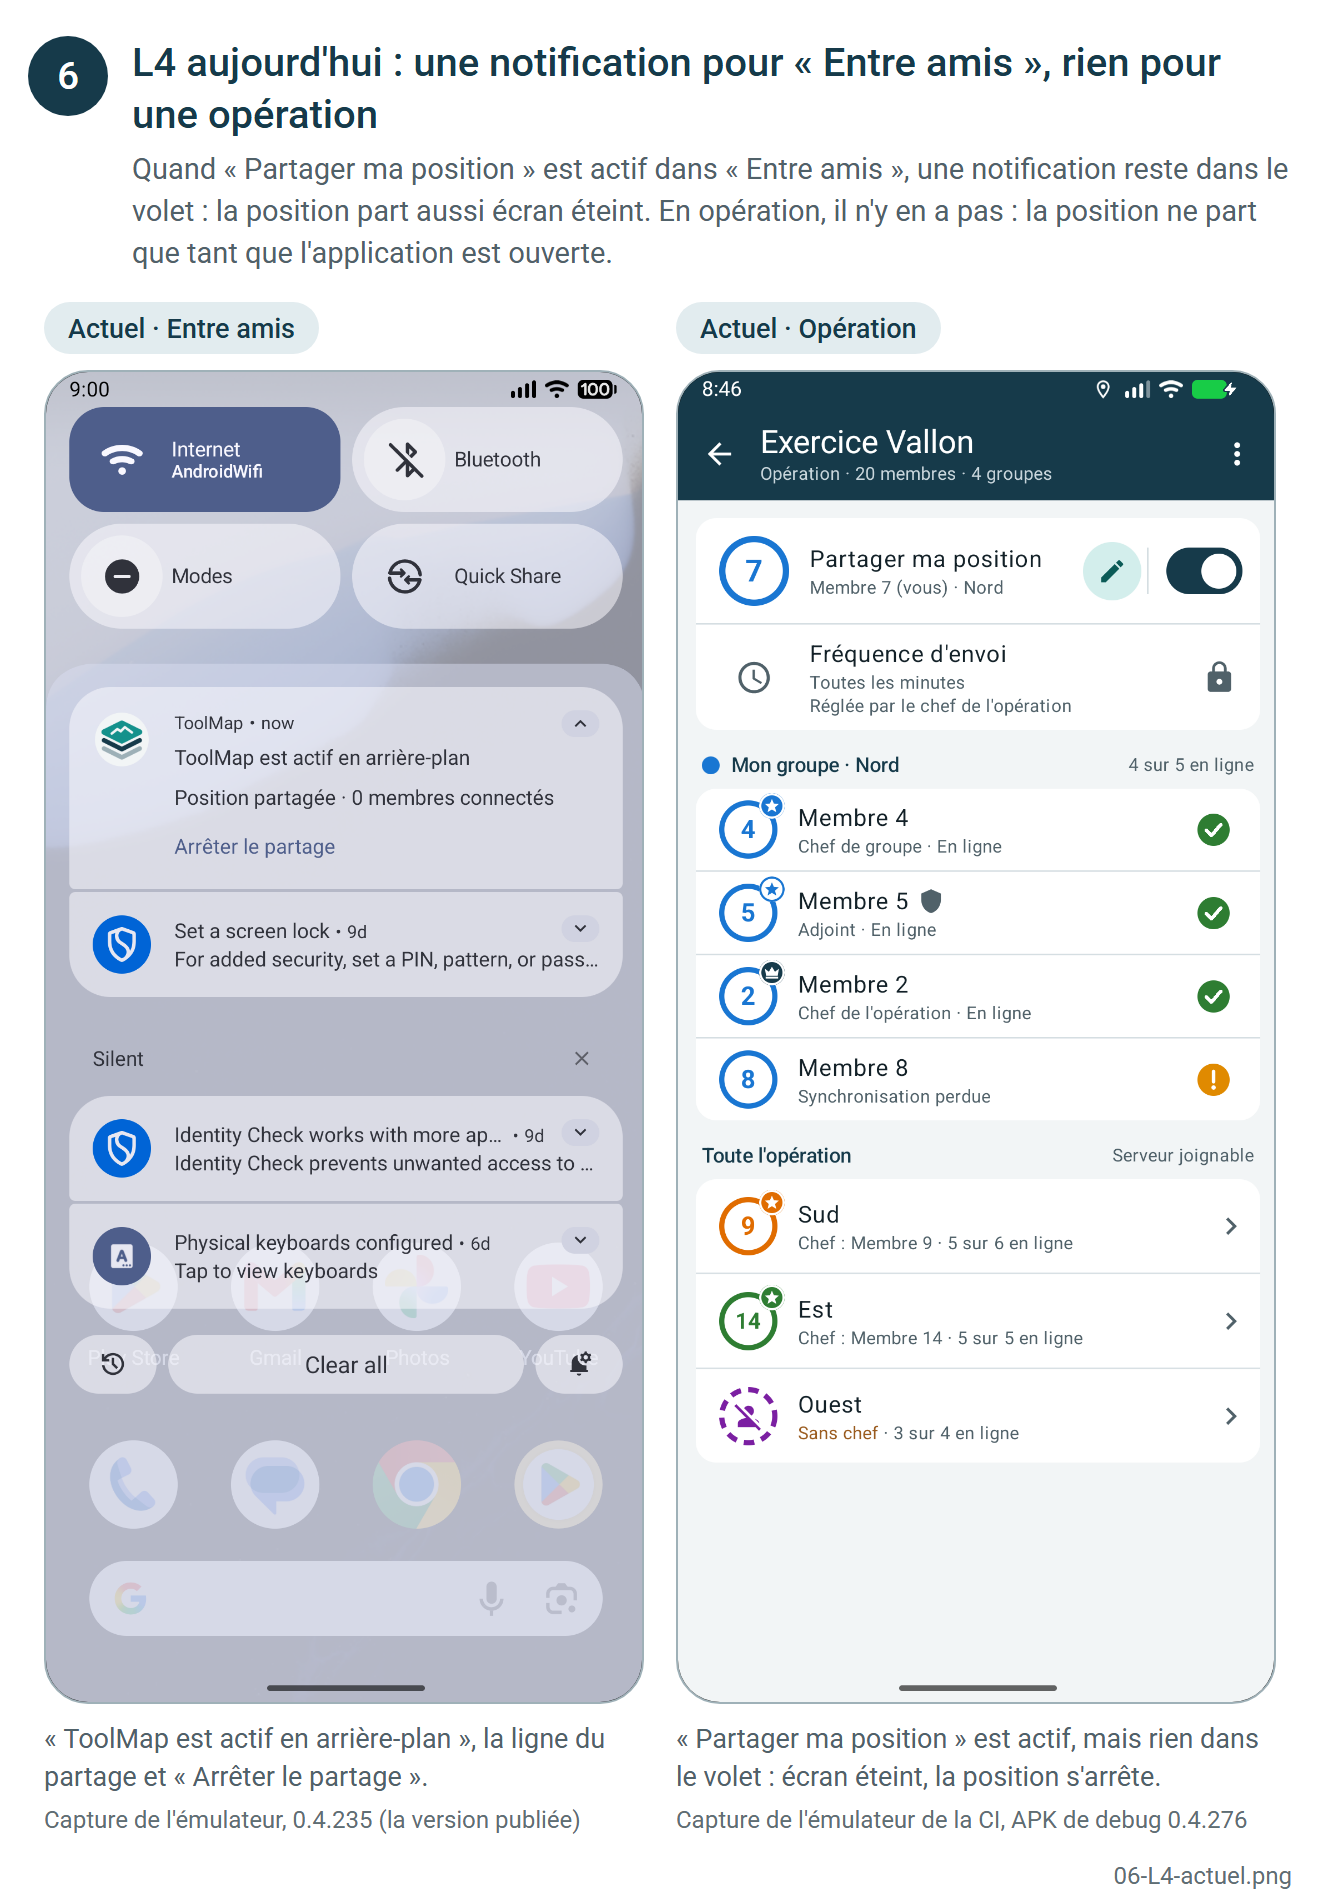 6
L4 aujourd'hui : une notification pour « Entre amis », rien pour
une opération
Quand « Partager ma position » est actif dans « Entre amis », une notification reste dans le
volet : la position part aussi écran éteint. En opération, il n'y en a pas : la position ne part
que tant que l'application est ouverte.
Actuel · Entre amis
9:00
100
Internet
AndroidWifi
Bluetooth
Modes
Quick Share
ToolMap • now
ToolMap est actif en arrière-plan
Position partagée · 0 membres connectés
Arrêter le partage
Set a screen lock • 9d
For added security, set a PIN, pattern, or pass...
Silent
Identity Check works with more ap... • 9d
Identity Check prevents unwanted access to ...
Physical keyboards configured • 6d
Tap to view keyboards
Play Store
Gmail
Photos
YouTube
Clear all
« ToolMap est actif en arrière-plan », la ligne du
partage et « Arrêter le partage ».
Capture de l'émulateur, 0.4.235 (la version publiée)
Actuel · Opération
8:46
Exercice Vallon
Opération · 20 membres · 4 groupes
7
Partager ma position
Membre 7 (vous) · Nord
Fréquence d'envoi
Toutes les minutes
Réglée par le chef de l'opération
Mon groupe · Nord
4 sur 5 en ligne
4
Membre 4
Chef de groupe · En ligne
5
Membre 5
Adjoint · En ligne
2
Membre 2
Chef de l'opération · En ligne
8
Membre 8
Synchronisation perdue
Toute l'opération
Serveur joignable
9
Sud
Chef : Membre 9 · 5 sur 6 en ligne
14
Est
Chef : Membre 14 · 5 sur 5 en ligne
Ouest
Sans chef · 3 sur 4 en ligne
« Partager ma position » est actif, mais rien dans
le volet : écran éteint, la position s'arrête.
Capture de l'émulateur de la CI, APK de debug 0.4.276
06-L4-actuel.png